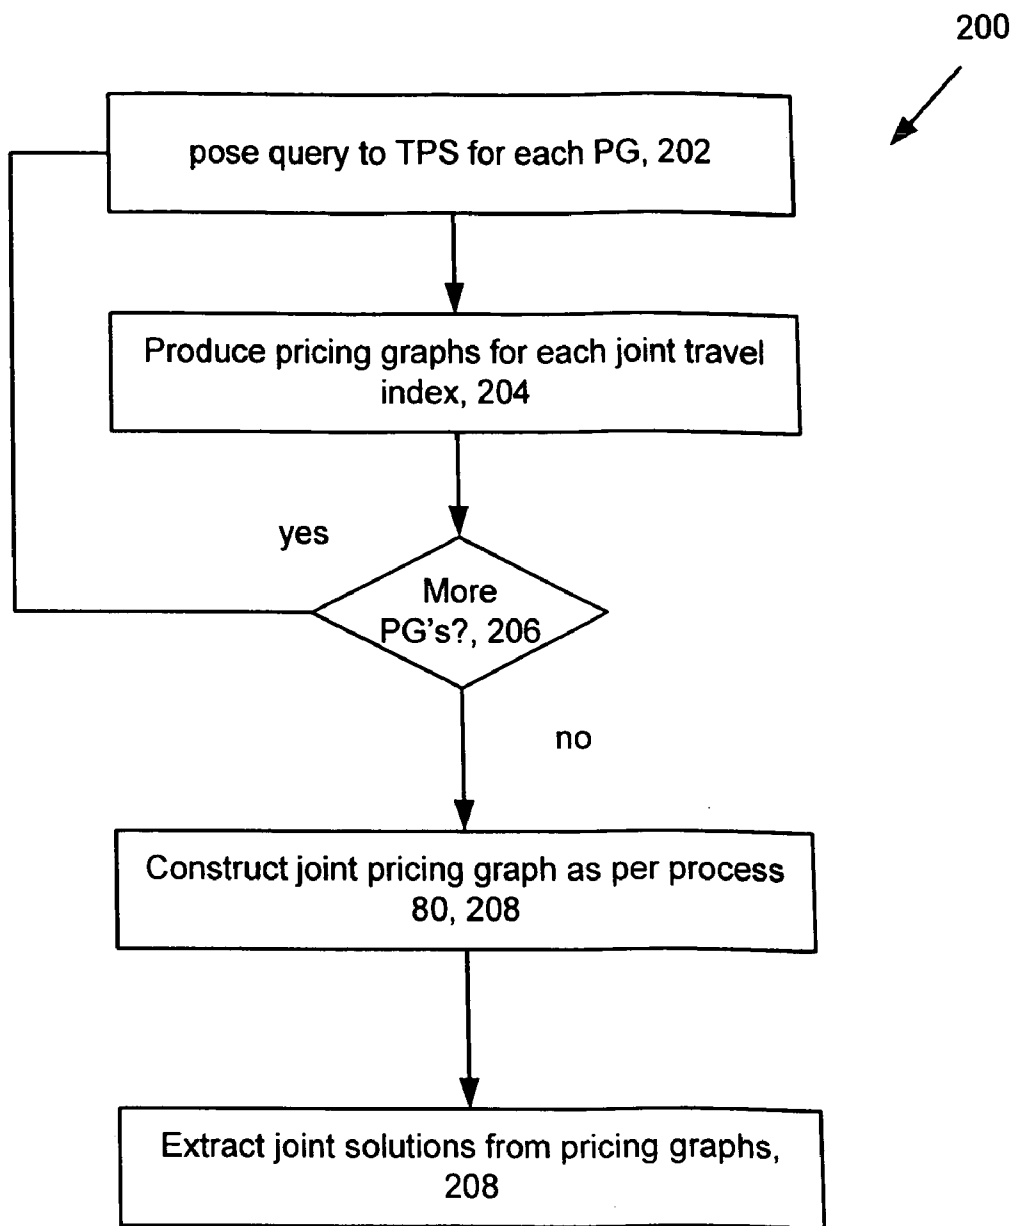 200
pose query to TPS for each PG, 202
Produce pricing graphs for each joint travel
index, 204
yes
More
PG's?, 206
no
Construct joint pricing graph as per process
80, 208
Extract joint solutions from pricing graphs,
208